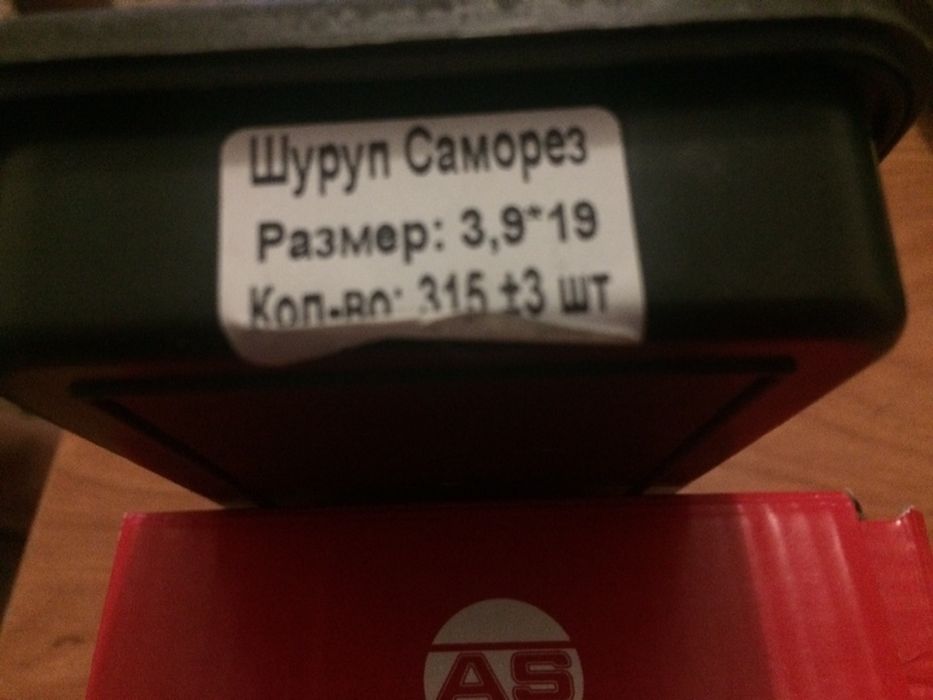 Шуруп Саморез
Размер: 3,9*19
Кол-во: 315 ±3 шт
AS